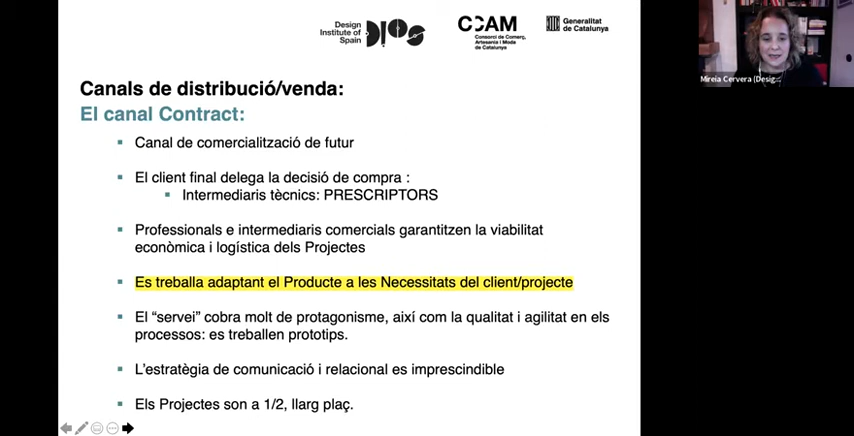 Design
Institute of
Spain
DIOS
CCAM
Consorci de Comerç,
Artesania i Moda
de Catalunya
Generalitat
de Catalunya
Mireia Cervera (Desig...
Canals de distribució/venda:
El canal Contract:
Canal de comercialització de futur
El client final delega la decisió de compra :
Intermediaris tècnics: PRESCRIPTORS
Professionals e intermediaris comercials garantitzen la viabilitat
econòmica i logística dels Projectes
Es treballa adaptant el Producte a les Necessitats del client/projecte
El “servei” cobra molt de protagonisme, així com la qualitat i agilitat en els
processos: es treballen prototips.
L’estratègia de comunicació i relacional es imprescindible
Els Projectes son a 1/2, llarg plaç.